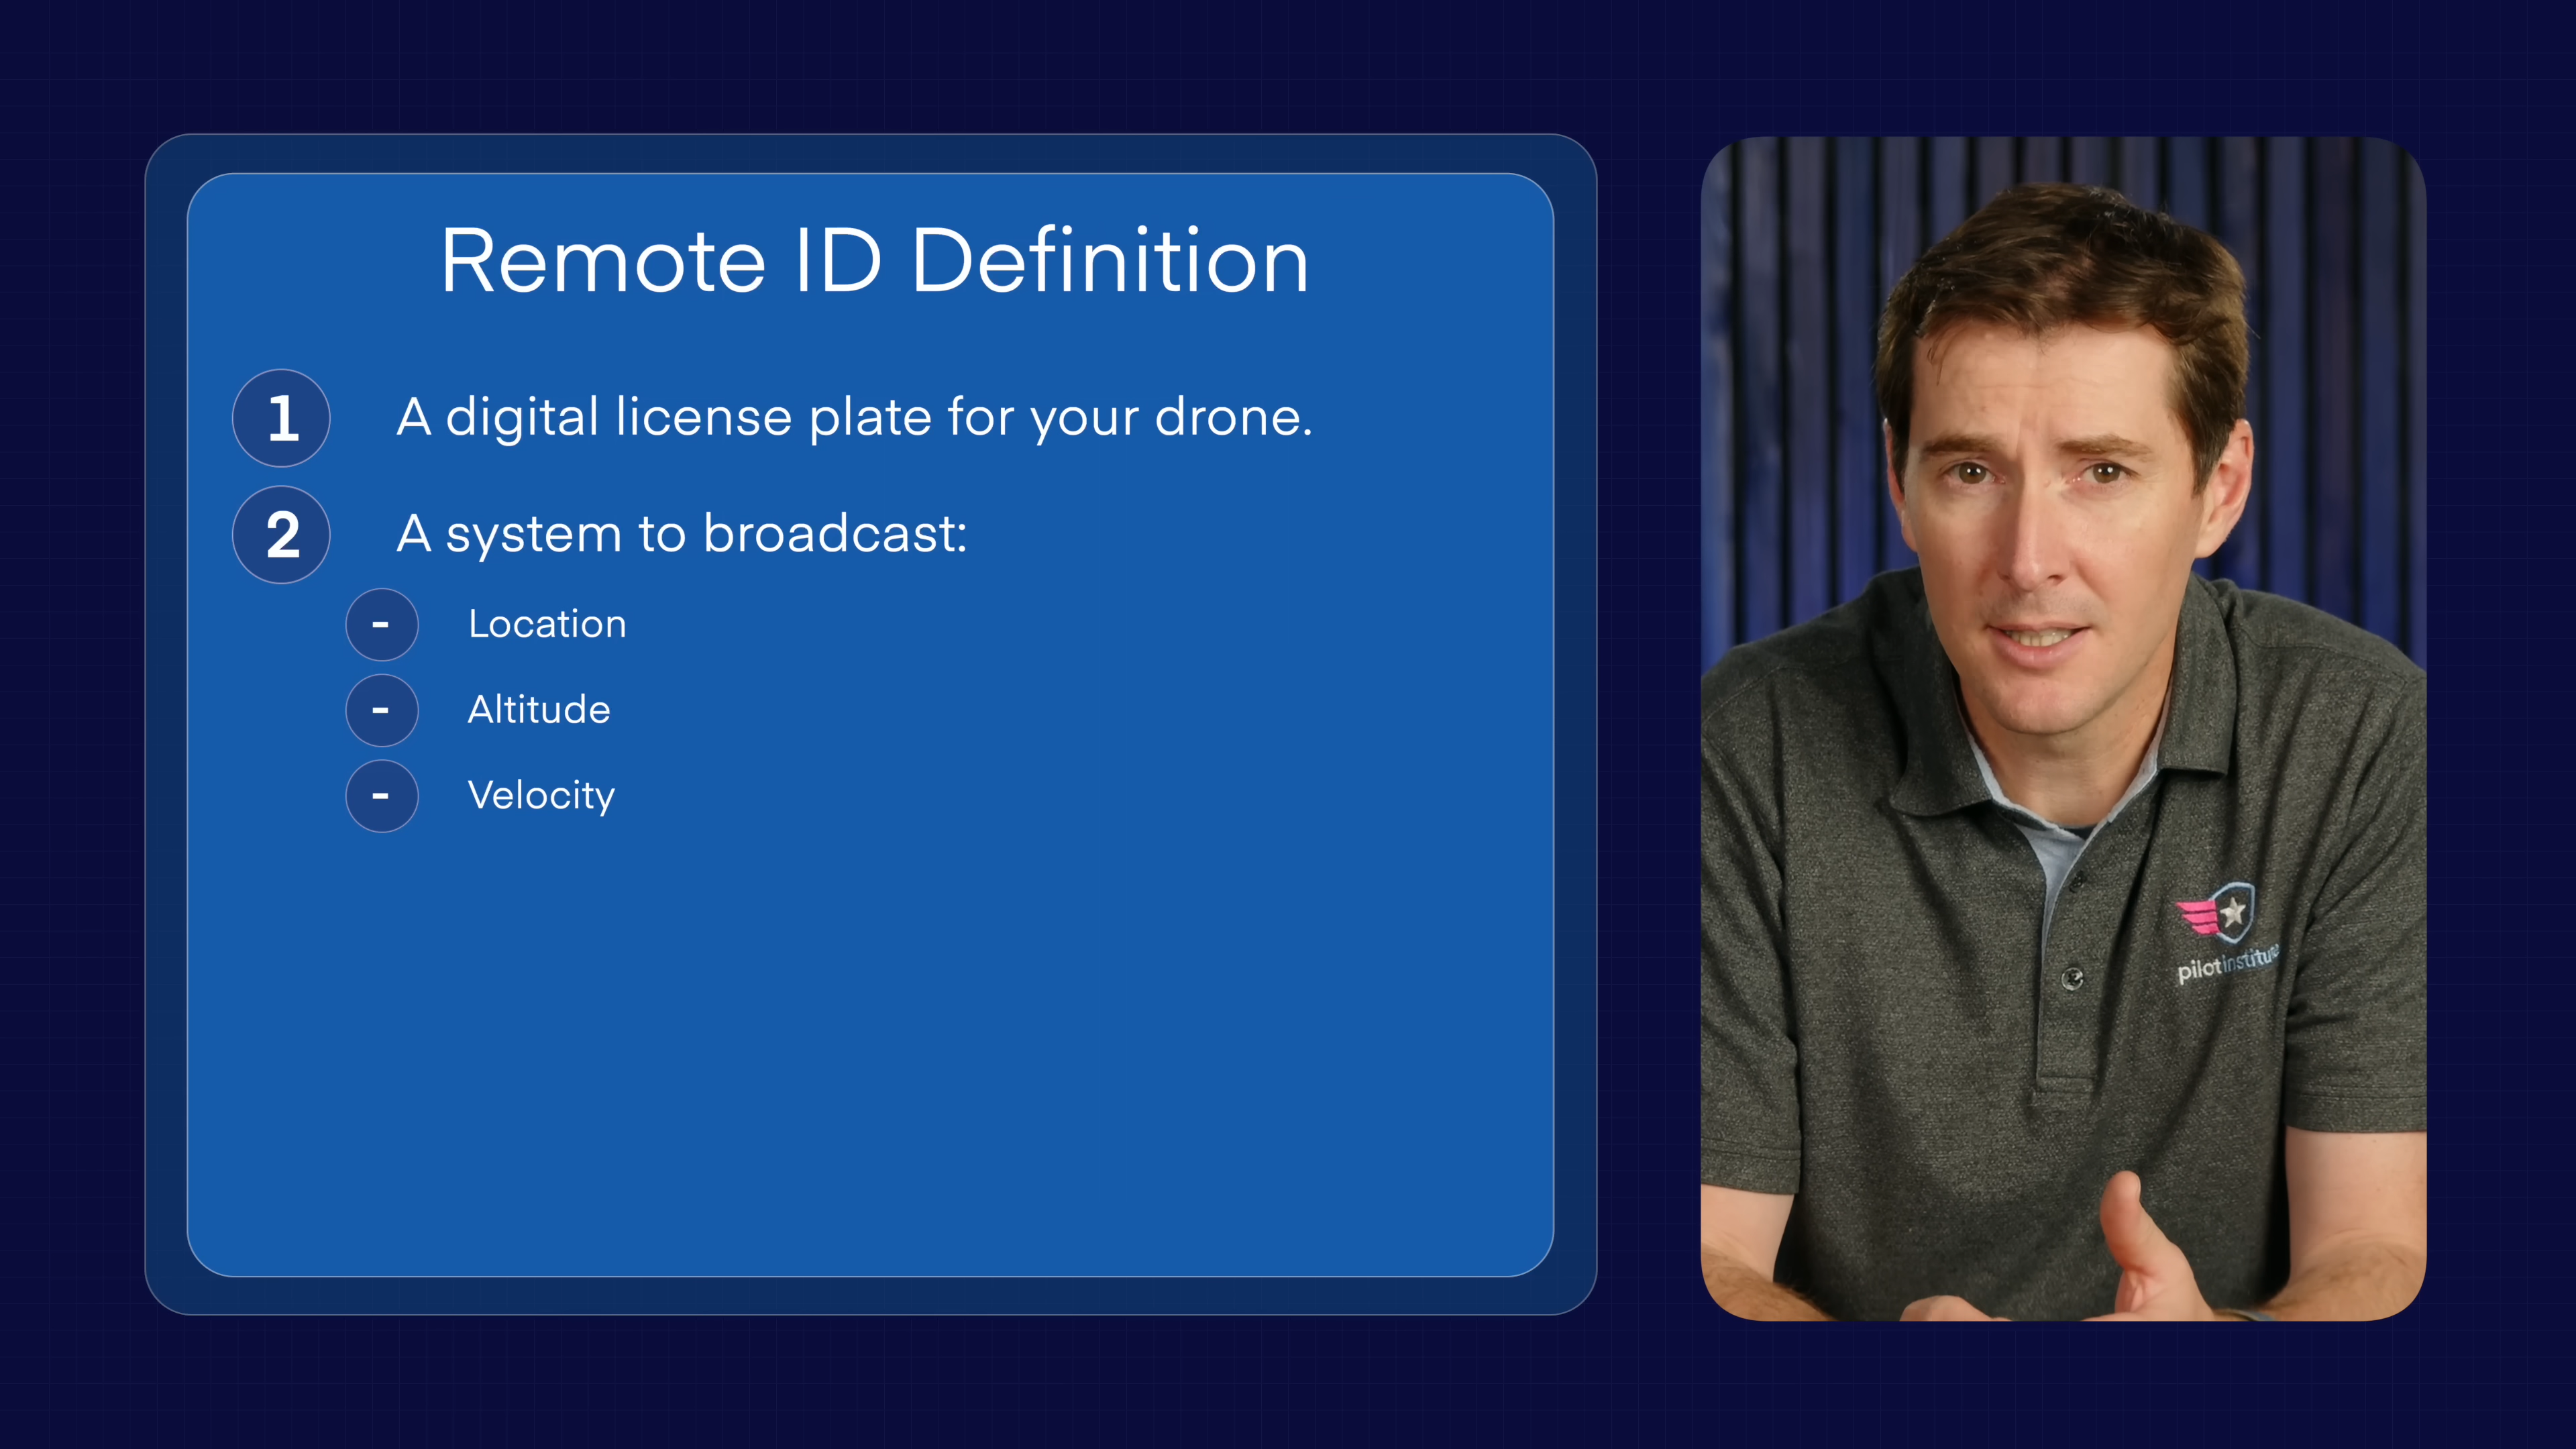 Remote ID Definition
1 A digital license plate for your drone.
2 A system to broadcast:
- Location
- Altitude
- Velocity
pilotinstitute